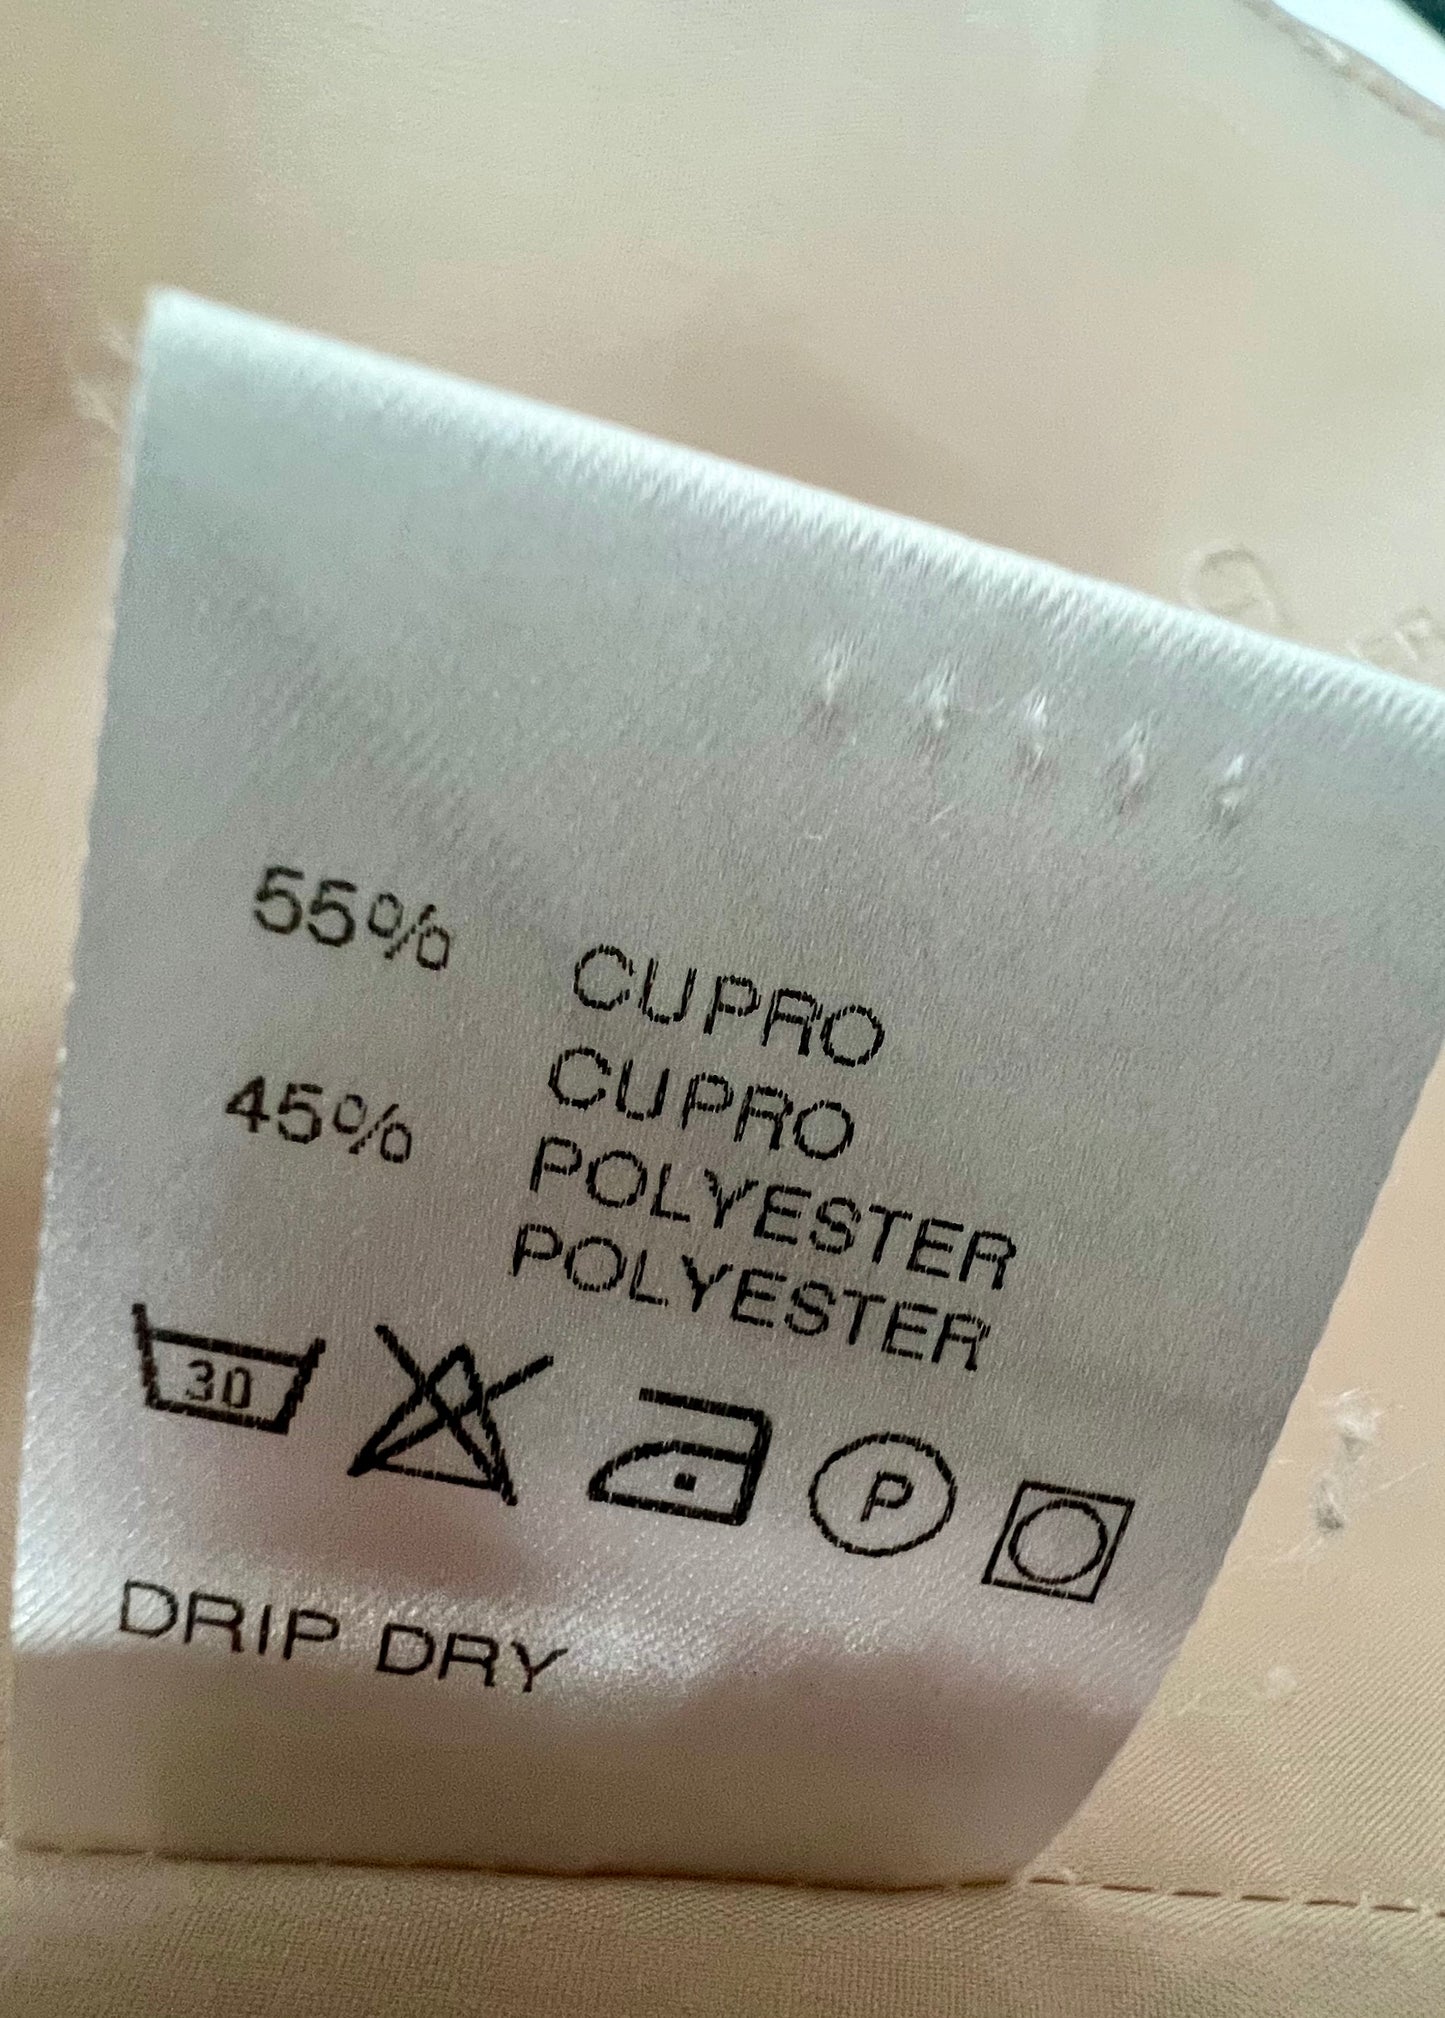 55% CUPRO
CUPRO
45% POLYESTER
POLYESTER
30 P
DRIP DRY